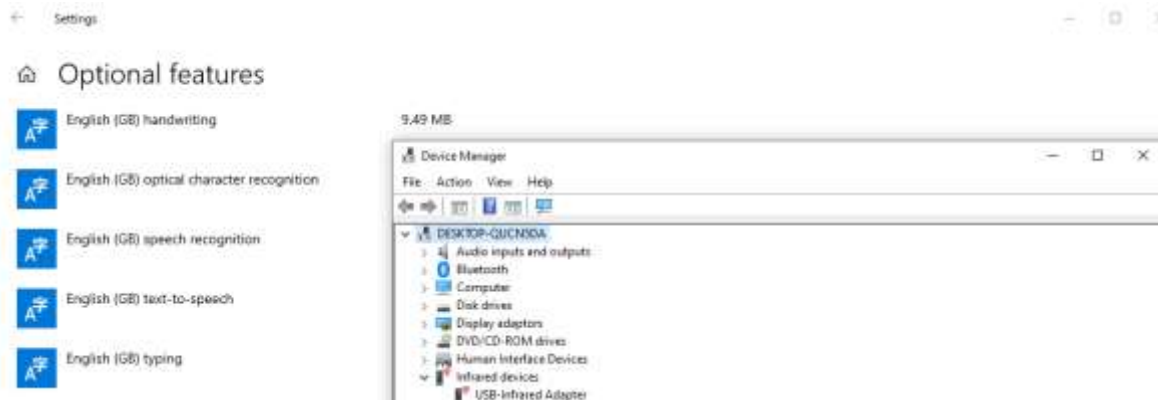 Settings
Optional features
English (GB) handwriting
9.49 MB
English (GB) optical character recognition
English (GB) speech recognition
English (GB) text-to-speech
English (GB) typing
Device Manager
File Action View Help
Audio inputs and outputs
Bluetooth
Computer
Disk drives
Display adaptors
DVD/CD-ROM drives
Human Interface Devices
Infrared devices
USB-Infrared Adapter